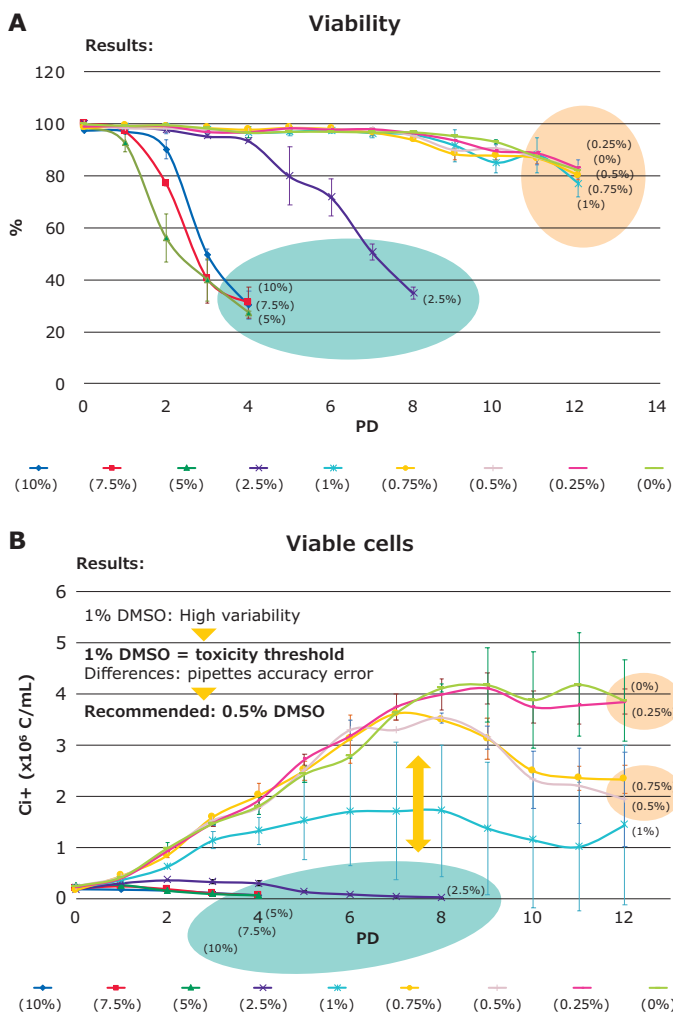 A
Viability
Results:
120
100
80
60
40
20
0
%
0 2 4 6 8 10 12 14
PD
(0.25%)
(0%)
(0.5%)
(0.75%)
(1%)
(10%)
(7.5%)
(5%)
(2.5%)
(10%) (7.5%) (5%) (2.5%) (1%) (0.75%) (0.5%) (0.25%) (0%)
B
Viable cells
Results:
6
5
4
3
2
1
0
Ci+ (x10⁶ C/mL)
1% DMSO: High variability
1% DMSO = toxicity threshold
Differences: pipettes accuracy error
Recommended: 0.5% DMSO
(0%)
(0.25%
(0.75%
(0.5%)
(1%)
(2.5%)
(5%)
(7.5%)
(10%)
0 2 4 6 8 10 12
PD
(10%) (7.5%) (5%) (2.5%) (1%) (0.75%) (0.5%) (0.25%) (0%)